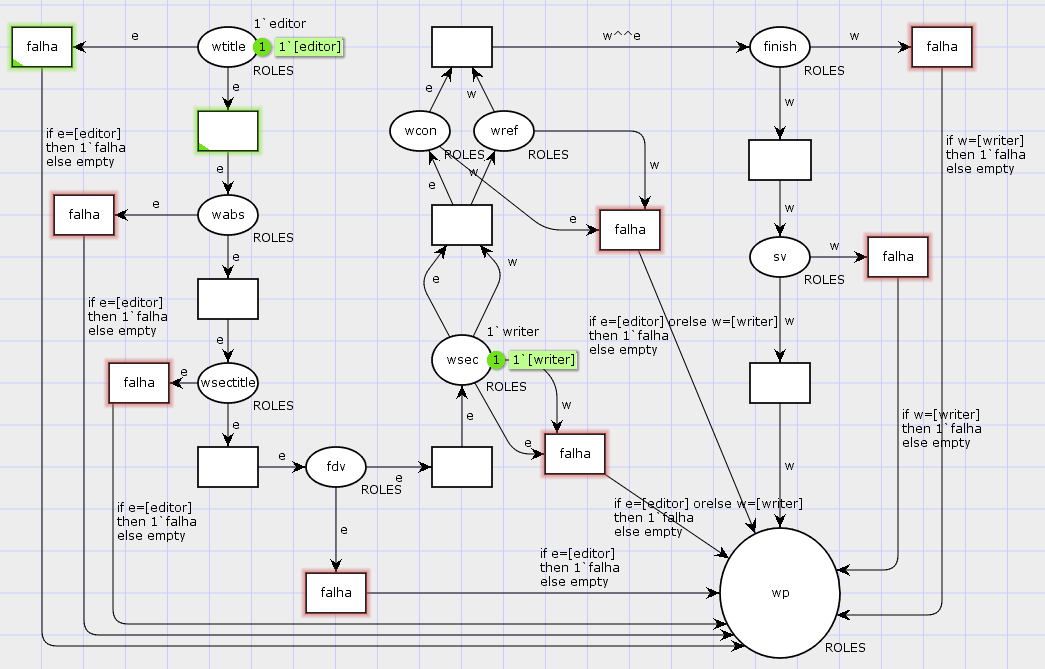 1`editor
falha
e
wtitle
1
1`[editor]
ROLES
w^^e
finish
w
falha
ROLES
e
e
w
w
if e=[editor]
then 1`falha
else empty
wcon
wref
ROLES
w
ROLES
w
if w=[writer]
then 1`falha
else empty
e
falha
e
wabs
ROLES
e
e
falha
w
sv
w
falha
ROLES
e
e
w
if e=[editor]
then 1`falha
else empty
if e=[editor] orelse w=[writer]
then 1`falha
else empty
w
1`writer
e
wsec
1
1`[writer]
ROLES
falha
e
wsectitle
ROLES
w
e
e
if w=[writer]
then 1`falha
else empty
e
falha
e
fdv
e
ROLES
w
if e=[editor]
then 1`falha
else empty
if e=[editor] orelse w=[writer]
then 1`falha
else empty
e
if e=[editor]
then 1`falha
else empty
falha
wp
ROLES